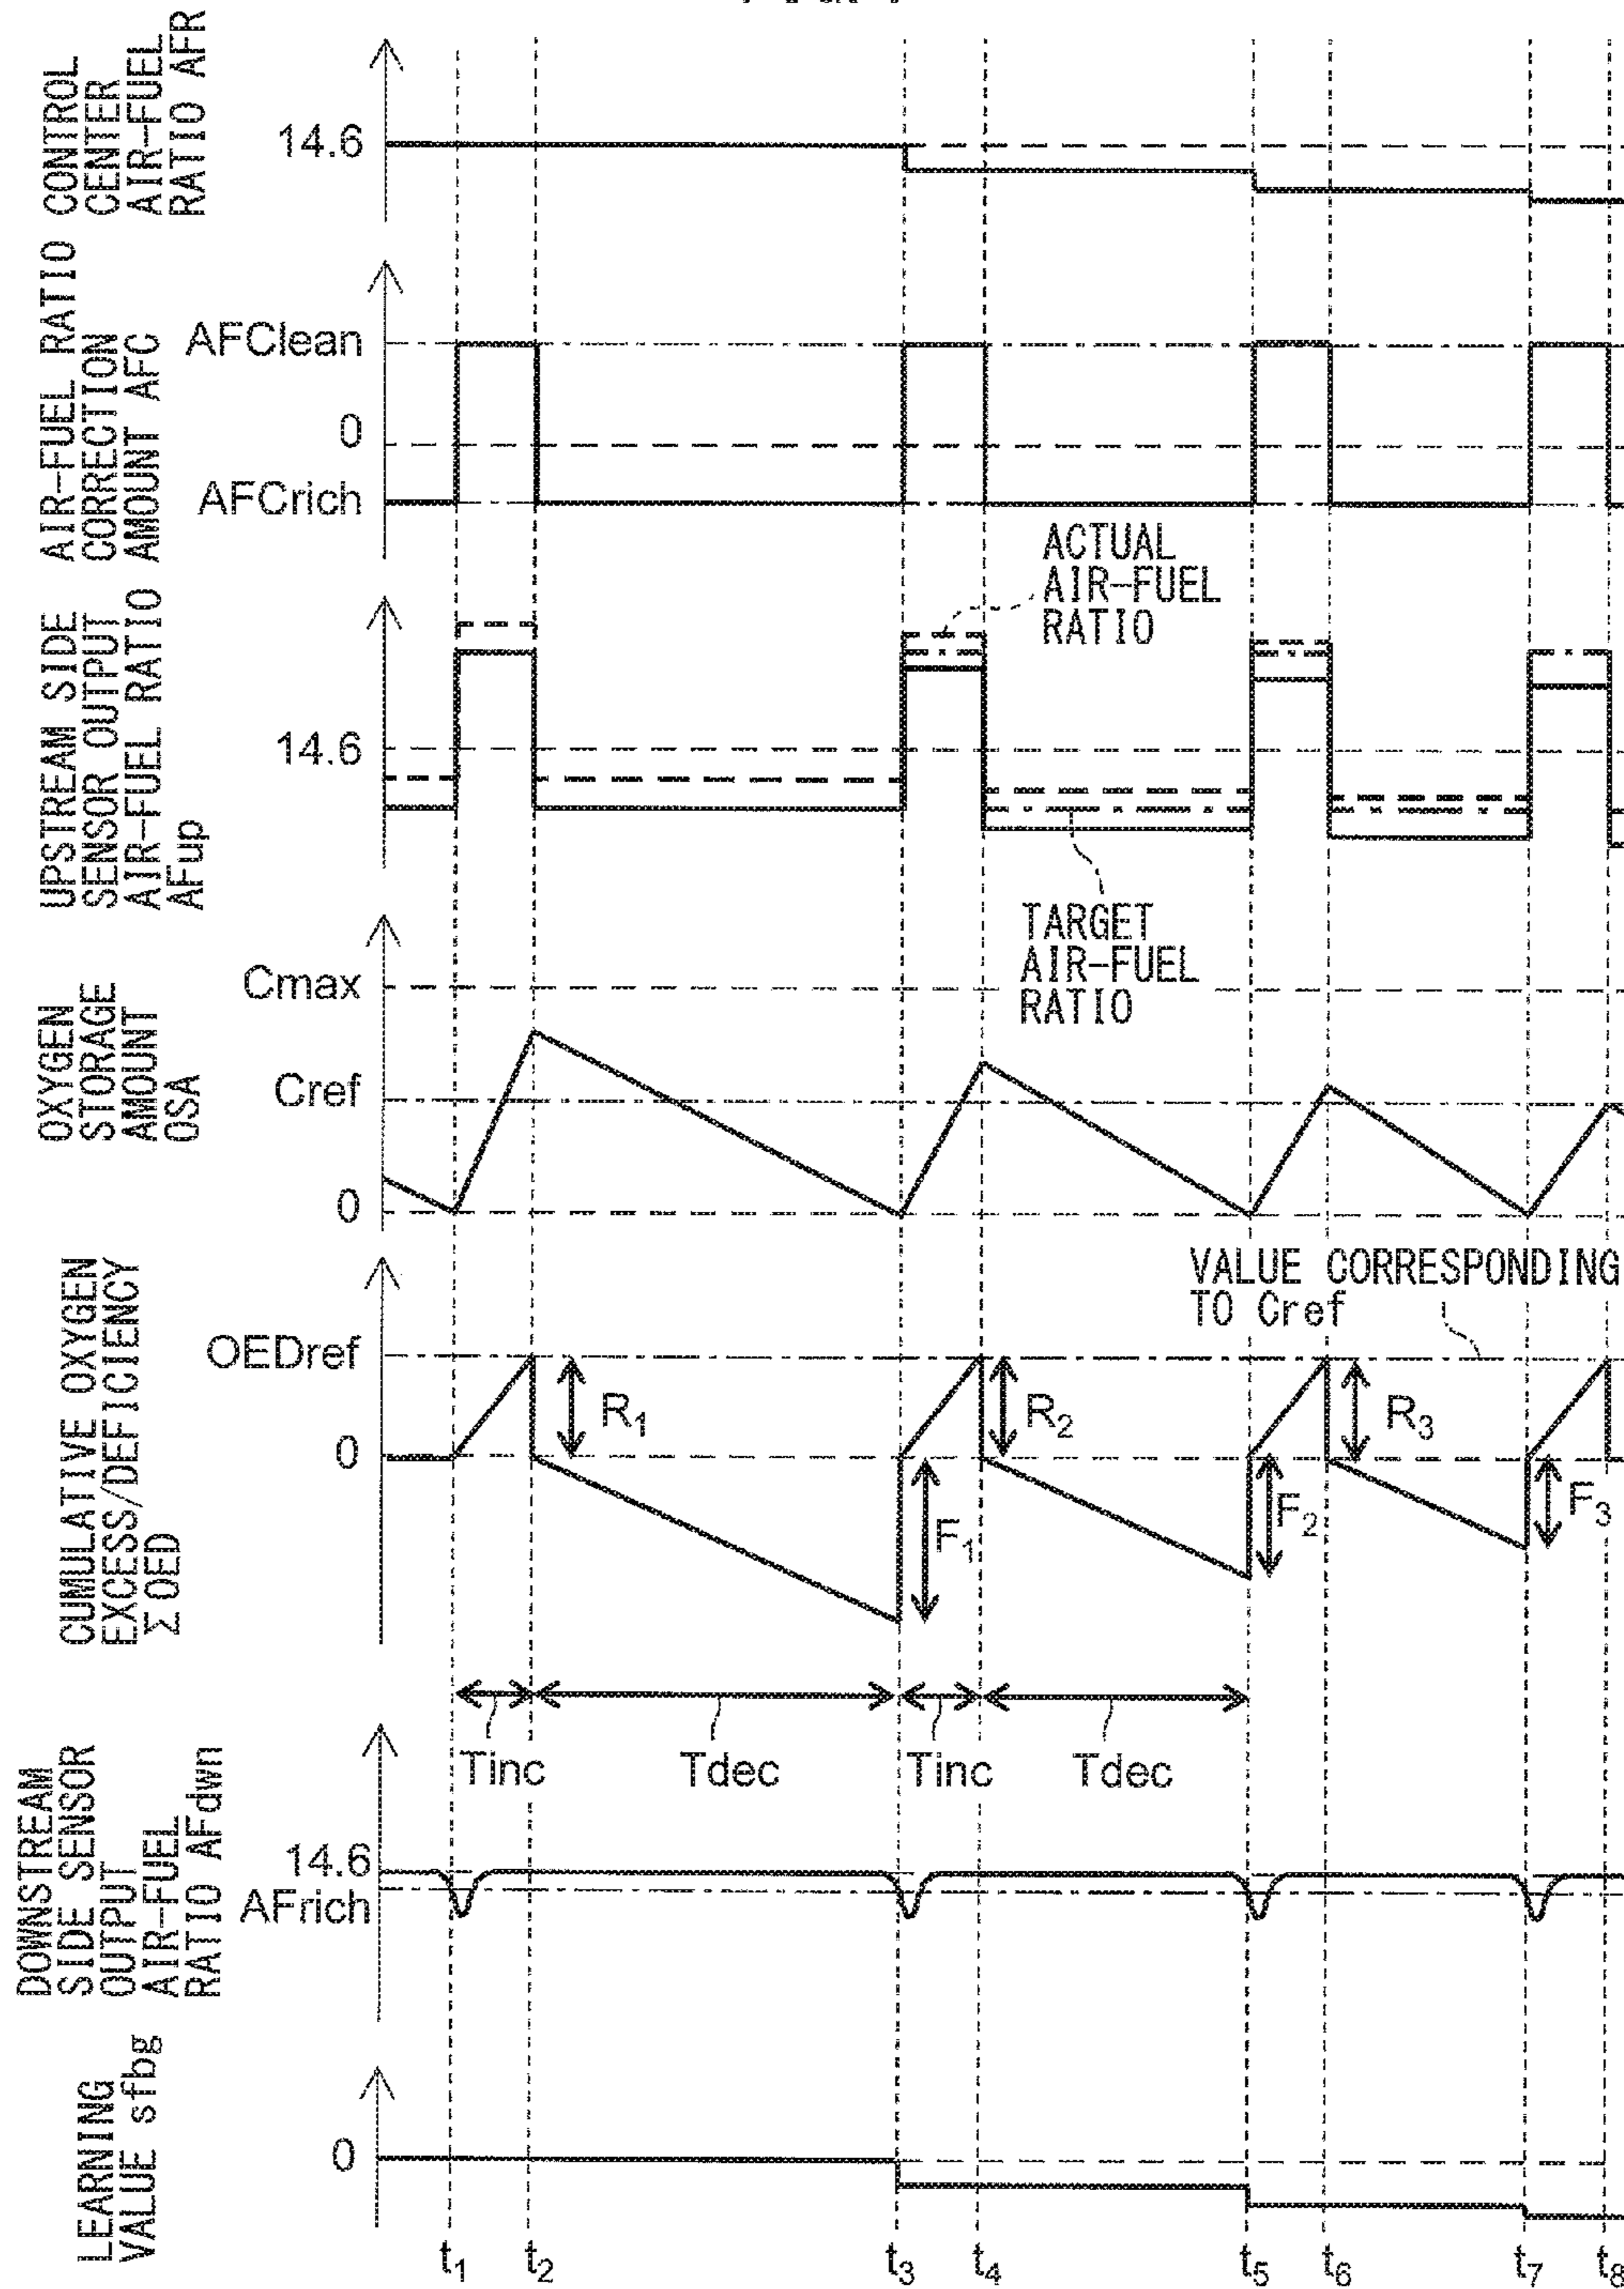 CONTROL
CENTER
AIR-FUEL
RATIO AFR
14.6
AIR-FUEL RATIO
CORRECTION
AMOUNT AFC
AFClean
0
AFCrich
UPSTREAM SIDE
SENSOR OUTPUT
AIR-FUEL RATIO
AFup
14.6
ACTUAL
AIR-FUEL
RATIO
TARGET
AIR-FUEL
RATIO
OXYGEN
STORAGE
AMOUNT
OSA
Cmax
Cref
0
VALUE CORRESPONDING
TO Cref
CUMULATIVE OXYGEN
EXCESS/DEFICIENCY
ΣOED
OEDref
0
R₁
F₁
R₂
F₂
R₃
F₃
Tinc
Tdec
Tinc
Tdec
DOWNSTREAM
SIDE SENSOR
OUTPUT
AIR-FUEL
RATIO AFdwn
14.6
AFrich
LEARNING
VALUE sfbg
0
t₁ t₂ t₃ t₄ t₅ t₆ t₇ t₈